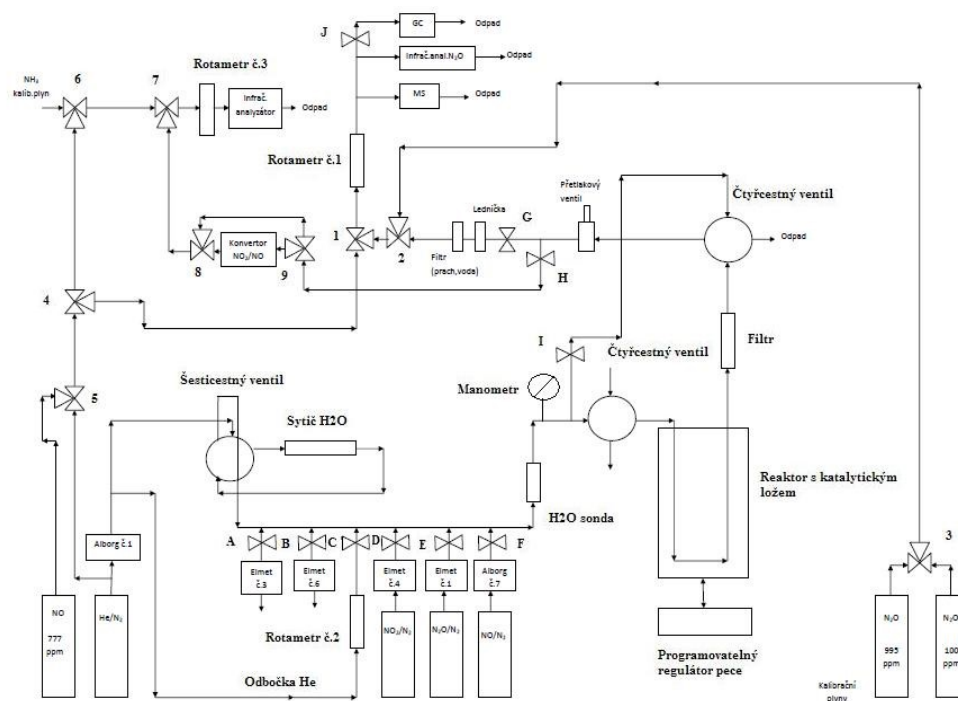 J
GC
Odpad
Infrač.anal.N₂O
Odpad
MS
Odpad
6
7
Rotametr č.3
NH₃
kalib.plyn
Infrač.
analyzátor
Odpad
Rotametr č.1
Přetlakový
ventil
Čtyřcestný ventil
Lednička
G
1
2
Filtr
(prach,voda)
H
Odpad
8
Konvertor
NO₂/NO
9
4
I
Čtyřcestný ventil
Filtr
Šesticestný ventil
Manometr
5
Sytič H2O
Reaktor s katalytickým
ložem
H2O sonda
Alborg č.1
A
B
C
D
E
F
3
Elmet
č.3
Elmet
č.6
Elmet
č.4
Elmet
č.1
Alborg
č.7
NO
777
ppm
He/N₂
Rotametr č.2
NO₂/N₂
N₂O/N₂
NO/N₂
N₂O
995
ppm
N₂O
100
ppm
Programovatelný
regulátor pece
Odbočka He
Kalibrační
plyny